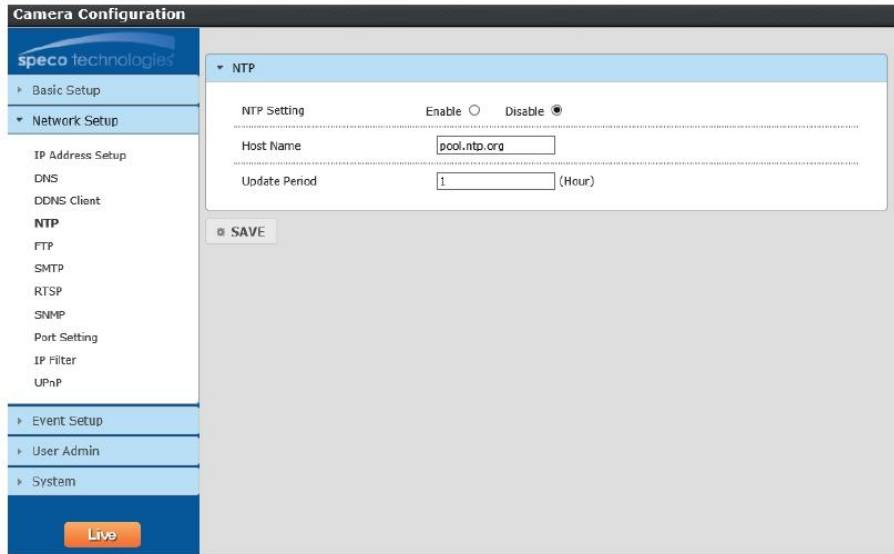 Camera Configuration
speco technologies
Basic Setup
Network Setup
IP Address Setup
DNS
DDNS Client
NTP
FTP
SMTP
RTSP
SNMP
Port Setting
IP Filter
UPnP
Event Setup
User Admin
System
Live
NTP
NTP Setting Enable Disable
Host Name pool.ntp.org
Update Period 1 (Hour)
SAVE